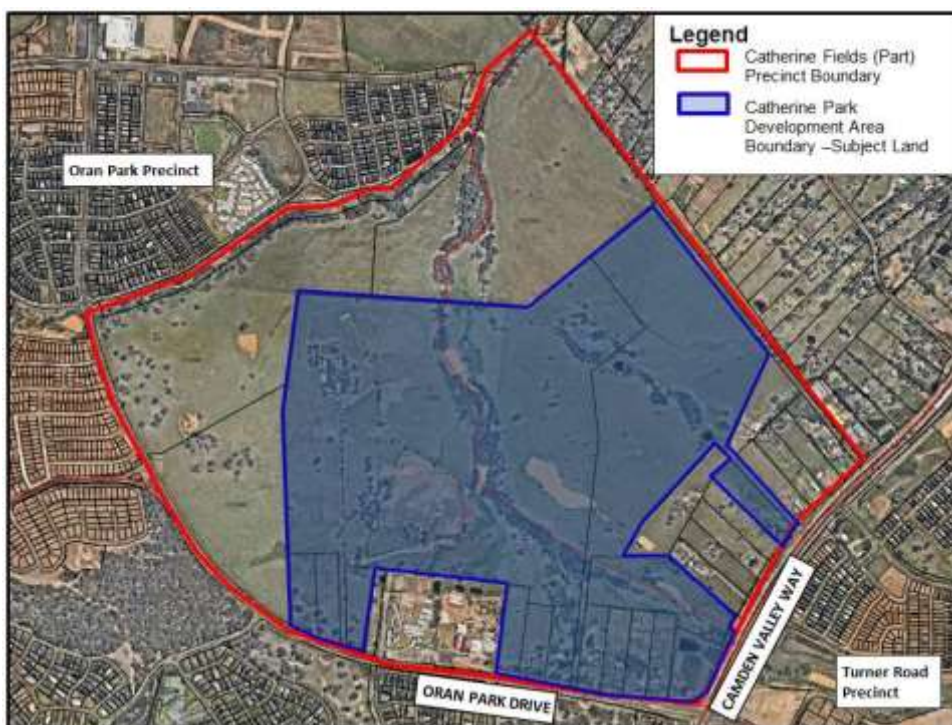 Legend
Catherine Fields (Part)
Precinct Boundary
Catherine Park
Development Area
Boundary –Subject Land
Oran Park Precinct
CAMDEN VALLEY WAY
ORAN PARK DRIVE
Turner Road
Precinct